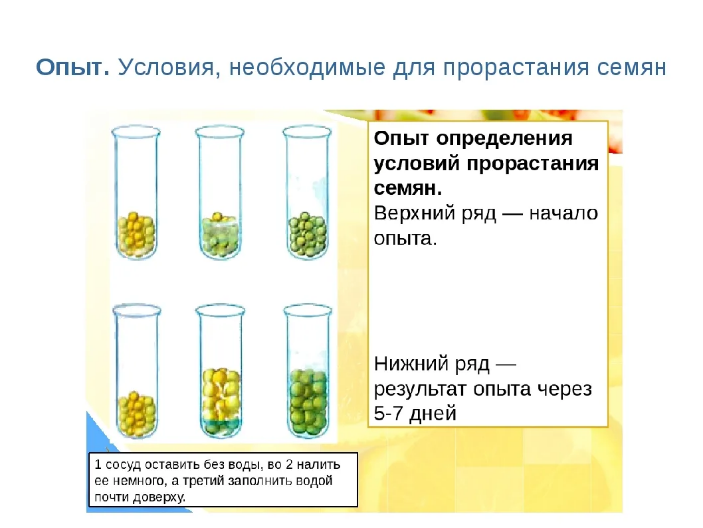 Опыт. Условия, необходимые для прорастания семян
Опыт определения
условий прорастания
семян.
Верхний ряд — начало
опыта.
Нижний ряд —
результат опыта через
5-7 дней
1 сосуд оставить без воды, во 2 налить
ее немного, а третий заполнить водой
почти доверху.